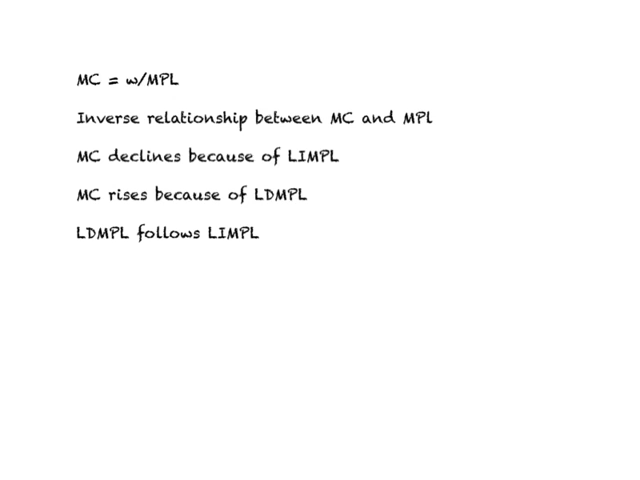 MC = w/MPL
Inverse relationship between MC and MPl
MC declines because of LIMPL
MC rises because of LDMPL
LDMPL follows LIMPL